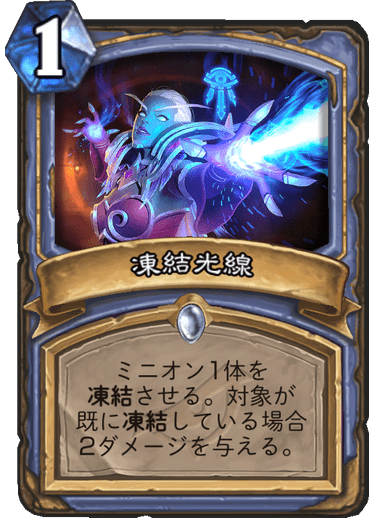 1
凍結光線
ミニオン1体を
凍結させる。対象が
既に凍結している場合
2ダメージを与える。